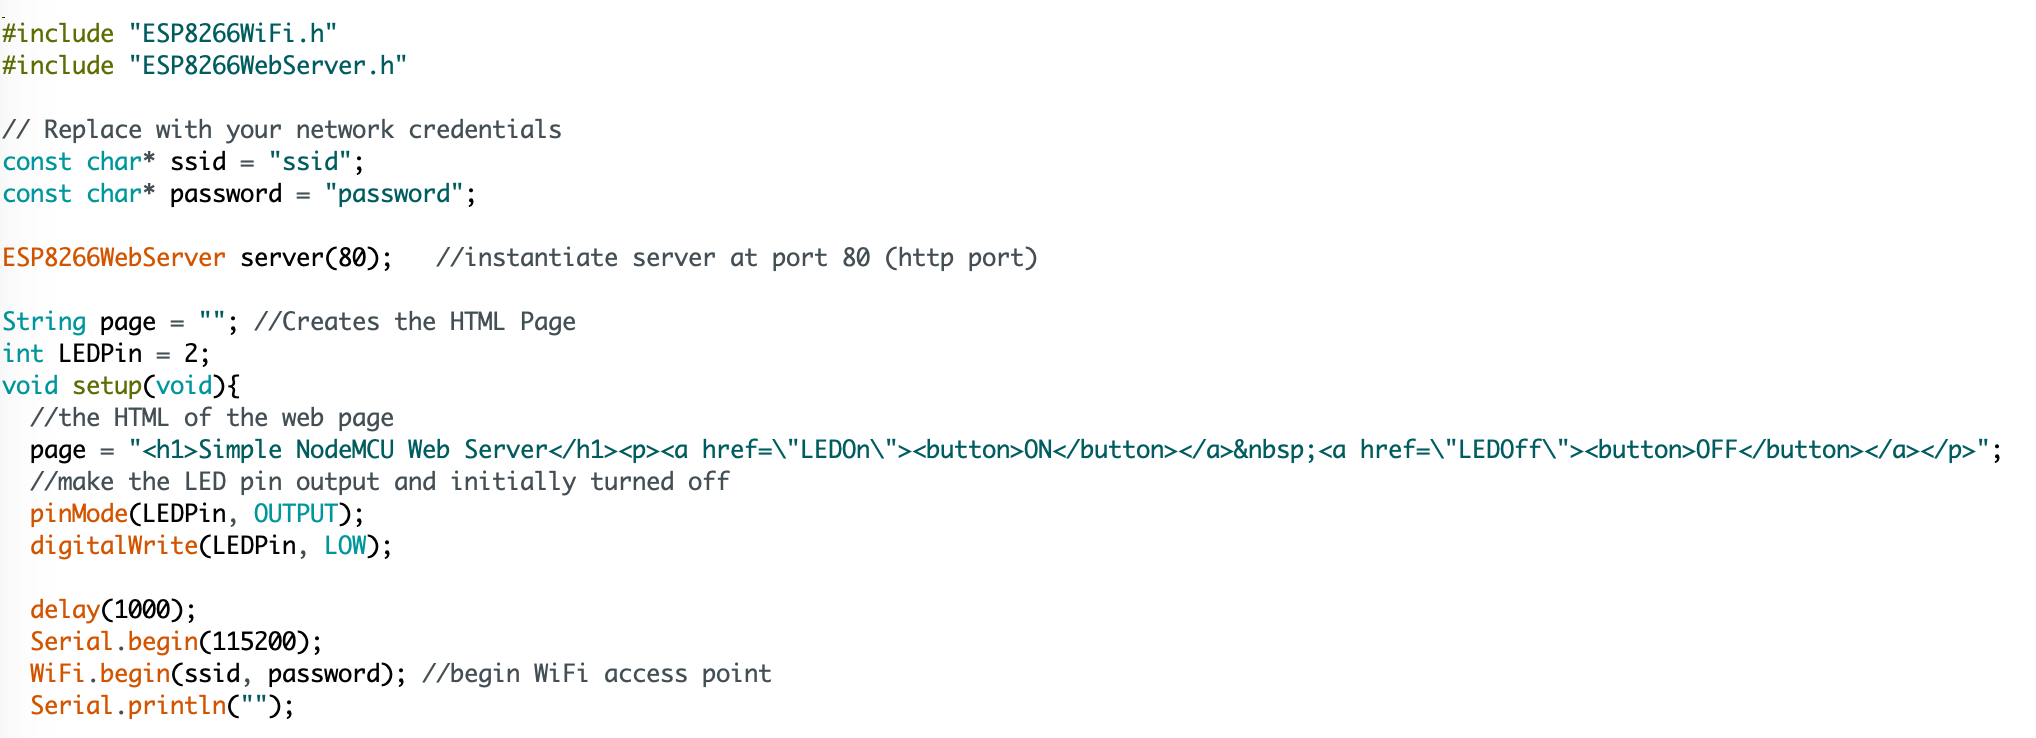 #include "ESP8266WiFi.h"
#include "ESP8266WebServer.h"

// Replace with your network credentials
const char* ssid = "ssid";
const char* password = "password";

ESP8266WebServer server(80);   //instantiate server at port 80 (http port)

String page = ""; //Creates the HTML Page
int LEDPin = 2;
void setup(void){
  //the HTML of the web page
  page = "<h1>Simple NodeMCU Web Server</h1><p><a href=\"LEDOn\"><button>ON</button></a>&nbsp;<a href=\"LEDOff\"><button>OFF</button></a></p>";
  //make the LED pin output and initially turned off
  pinMode(LEDPin, OUTPUT);
  digitalWrite(LEDPin, LOW);

  delay(1000);
  Serial.begin(115200);
  WiFi.begin(ssid, password); //begin WiFi access point
  Serial.println("");